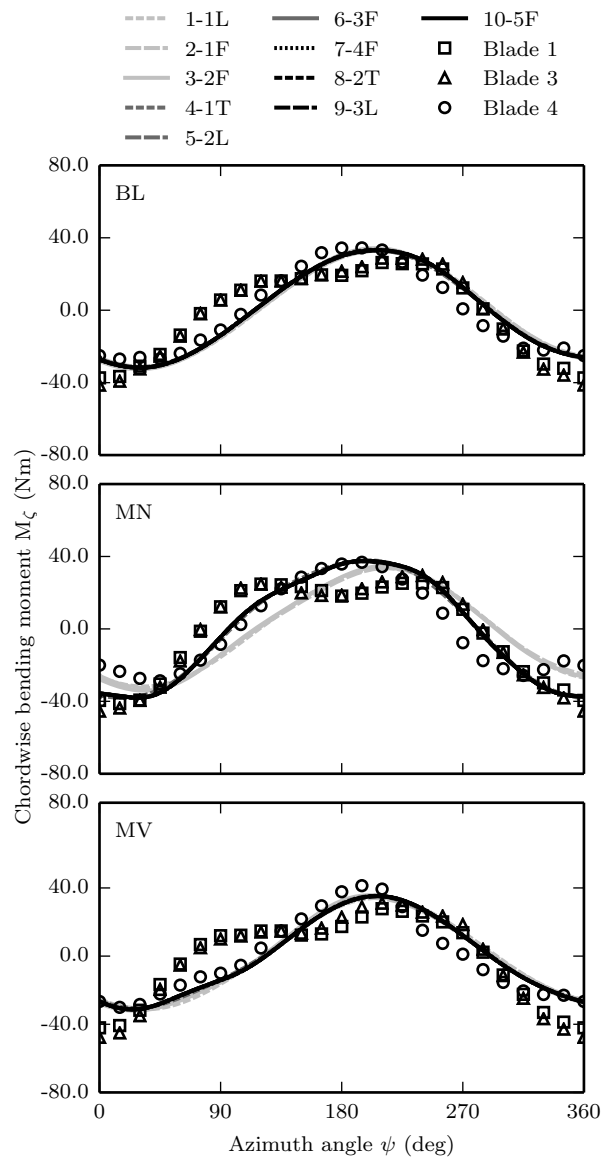 1-1L 6-3F 10-5F
2-1F 7-4F Blade 1
3-2F 8-2T Blade 3
4-1T 9-3L Blade 4
5-2L
80.0
BL
40.0
0.0
-40.0
-80.0
80.0
MN
40.0
0.0
-40.0
-80.0
80.0
MV
40.0
0.0
-40.0
-80.0
0 90 180 270 360
Azimuth angle ψ (deg)
Chordwise bending moment Mζ (Nm)